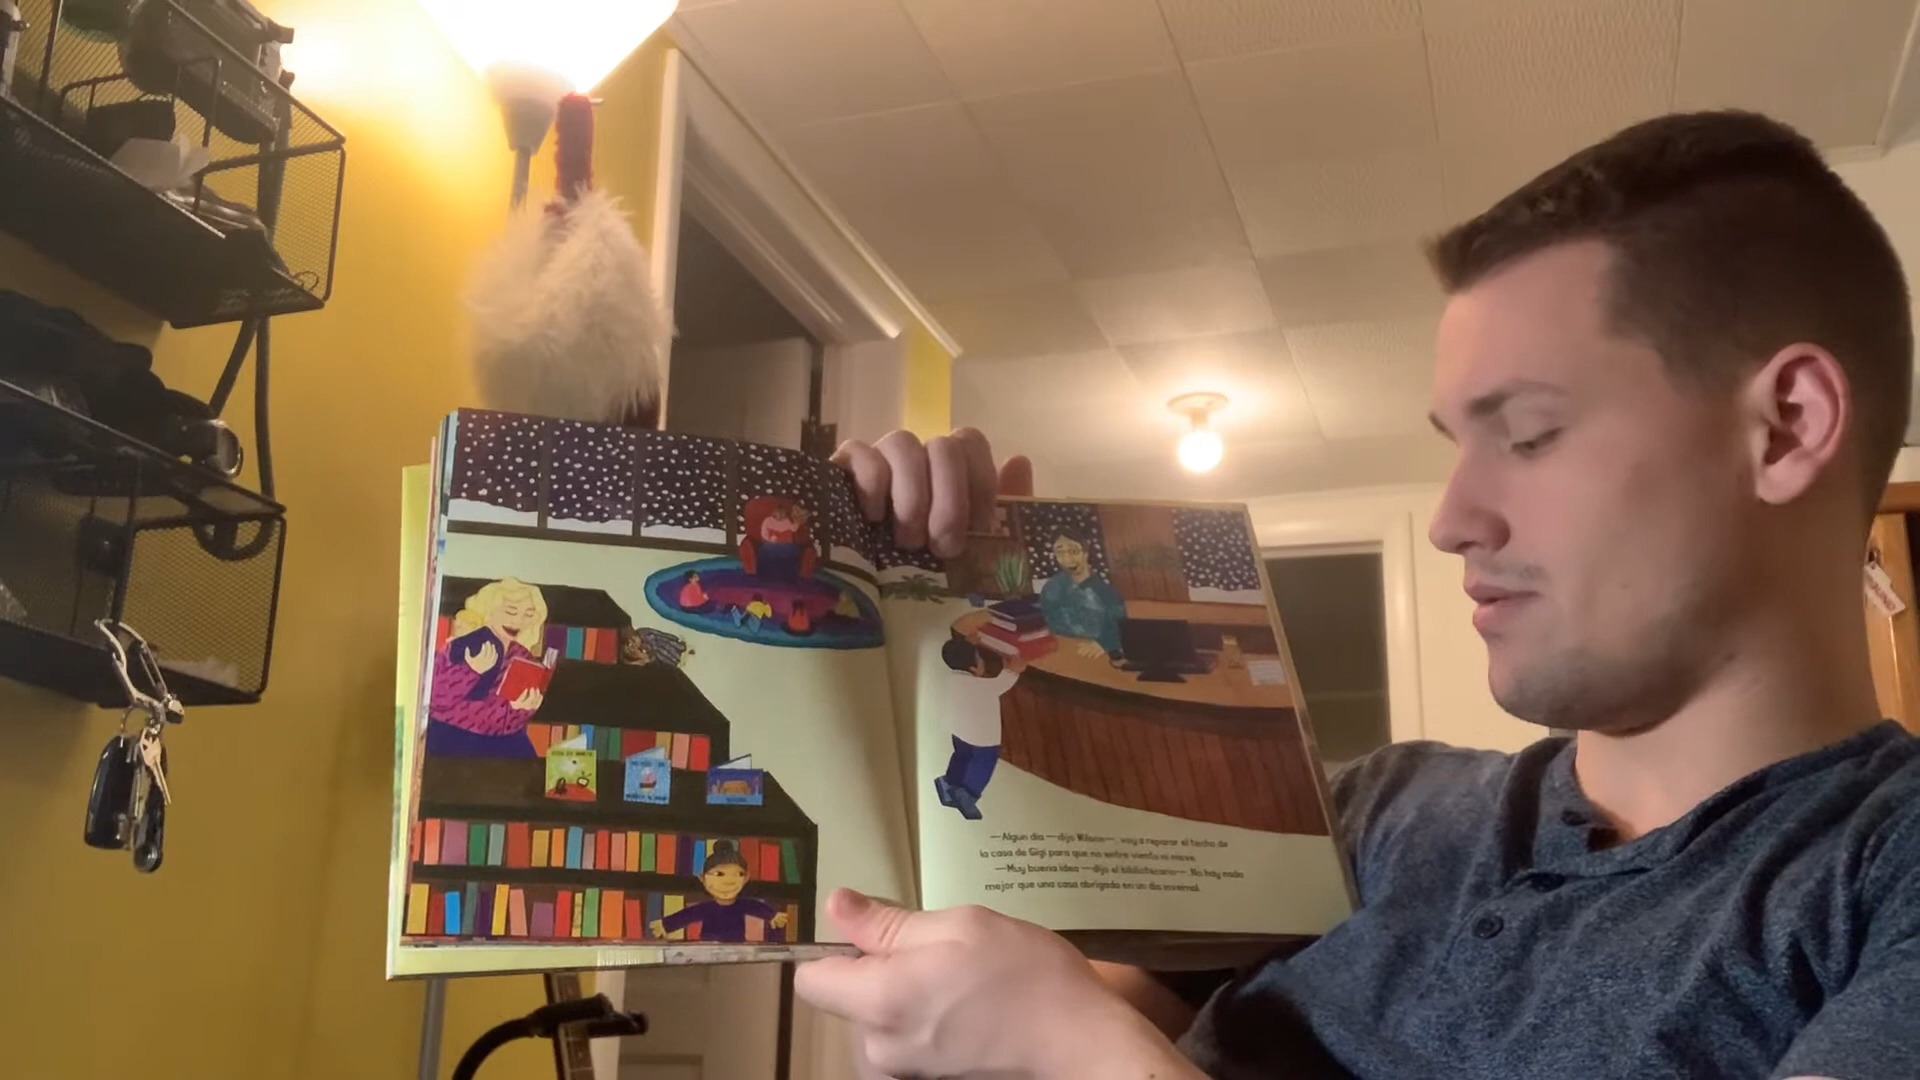 —Algun día —dijo Wilson—, voy a reparar el techo de
la casa de Gigi para que no entre viento ni nieve.
—Muy buena idea —dijo el bibliotecario—. No hay nada
mejor que una casa abrigada en un día invernal.